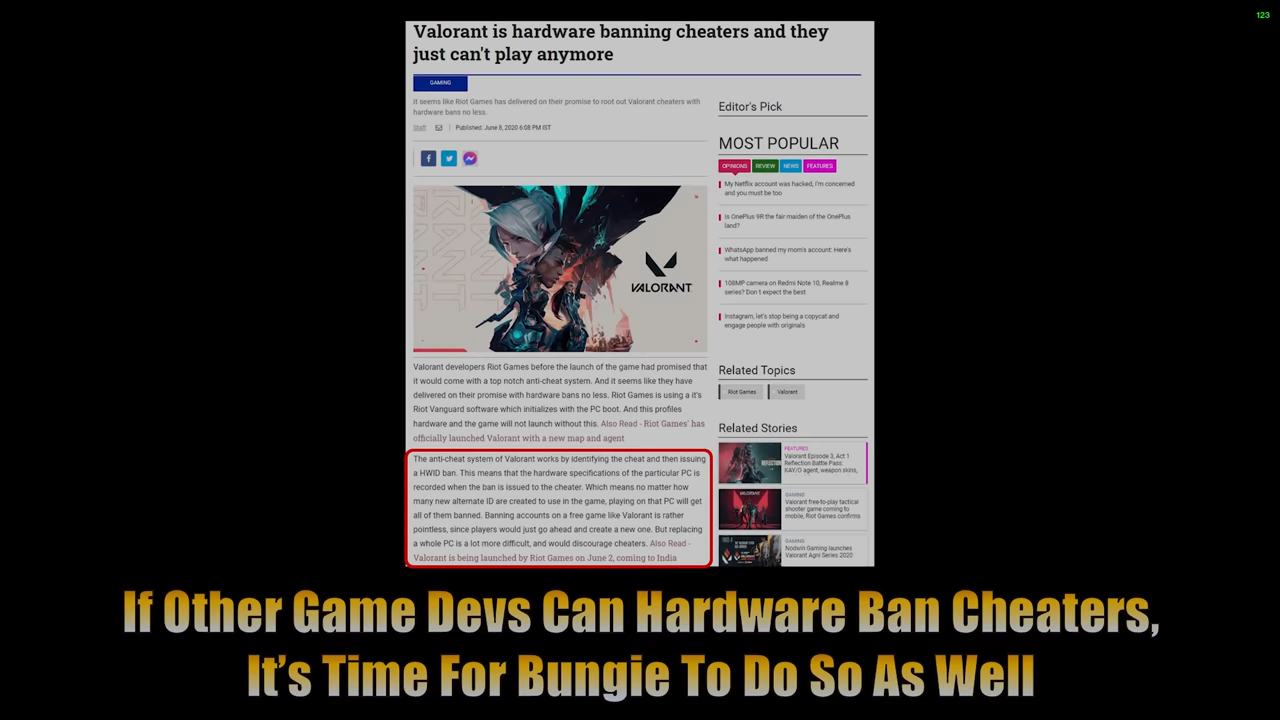 123
Valorant is hardware banning cheaters and they
just can't play anymore
GAMING
It seems like Riot Games has delivered on their promise to root out Valorant cheaters with
hardware bans no less.
Staff | Published: June 8, 2020 6:08 PM IST
VALORANT
Valorant developers Riot Games before the launch of the game had promised that
it would come with a top notch anti-cheat system. And it seems like they have
delivered on their promise with hardware bans no less. Riot Games is using a it's
Riot Vanguard software which initializes with the PC boot. And this profiles
hardware and the game will not launch without this. Also Read - Riot Games' has
officially launched Valorant with a new map and agent
The anti-cheat system of Valorant works by identifying the cheat and then issuing
a HWID ban. This means that the hardware specifications of the particular PC is
recorded when the ban is issued to the cheater. Which means no matter how
many new alternate ID are created to use in the game, playing on that PC will get
all of them banned. Banning accounts on a free game like Valorant is rather
pointless, since players would just go ahead and create a new one. But replacing
a whole PC is a lot more difficult, and would discourage cheaters. Also Read -
Valorant is being launched by Riot Games on June 2, coming to India
Editor's Pick
MOST POPULAR
OPINIONS REVIEW NEWS FEATURES
My Netflix account was hacked, I'm concerned
and you must be too
Is OnePlus 9R the fair maiden of the OnePlus
land?
WhatsApp banned my mom's account: Here's
what happened
108MP camera on Redmi Note 10, Realme 8
series? Don t expect the best
Instagram, let's stop being a copycat and
engage people with originals
Related Topics
Riot Games Valorant
Related Stories
FEATURES
Valorant Episode 3, Act 1
Reflection Battle Pass:
KAY/O agent, weapon skins,
GAMING
Valorant free-to-play tactical
shooter game coming to
mobile, Riot Games confirms
GAMING
Nodwin Gaming launches
Valorant Agni Series 2020
If Other Game Devs Can Hardware Ban Cheaters,
It's Time For Bungie To Do So As Well